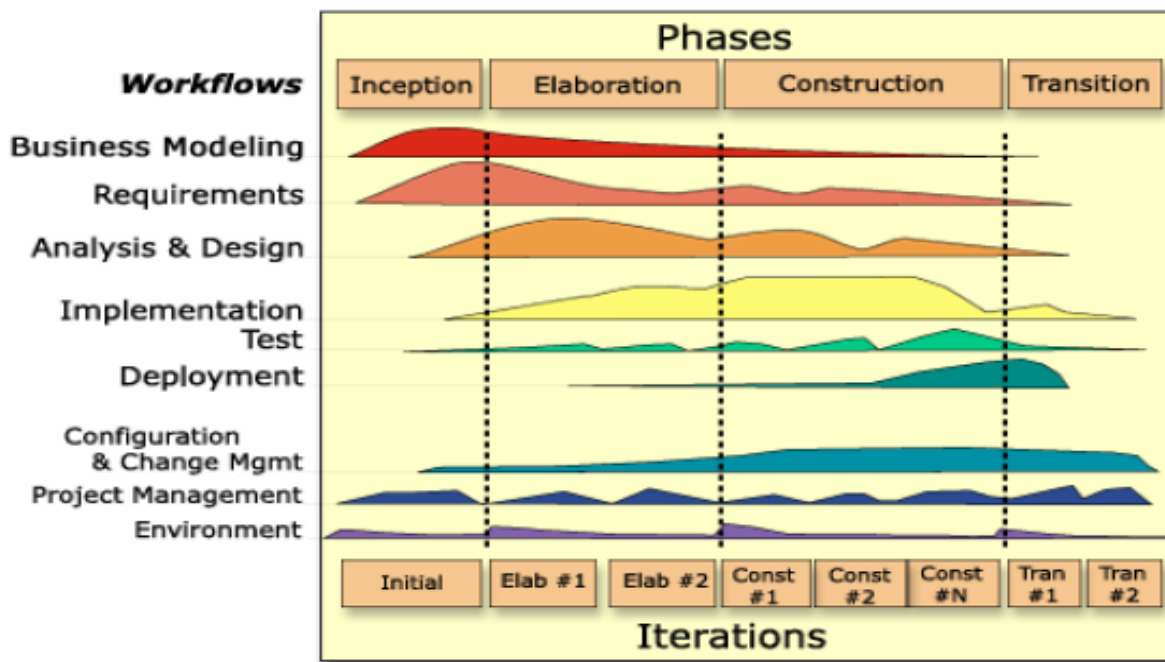 Phases
Workflows
Inception
Elaboration
Construction
Transition
Business Modeling
Requirements
Analysis & Design
Implementation
Test
Deployment
Configuration
& Change Mgmt
Project Management
Environment
Initial
Elab #1
Elab #2
Const
#1
Const
#2
Const
#N
Tran
#1
Tran
#2
Iterations